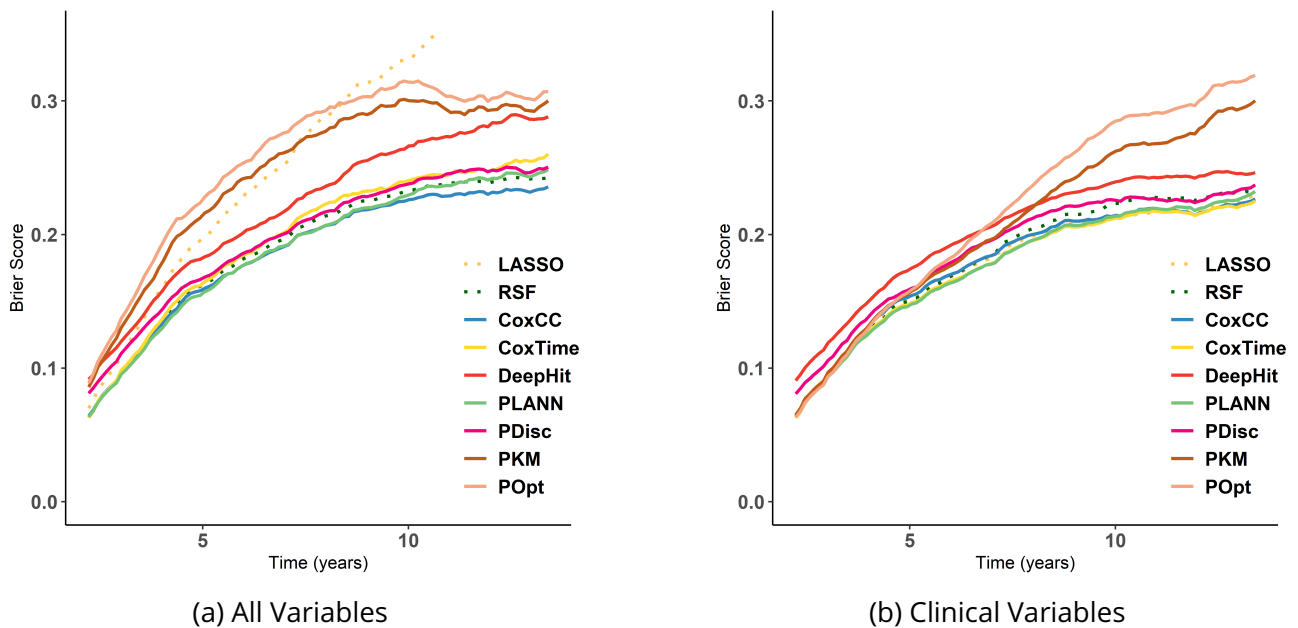 0.3
0.2
0.1
0.0
Brier Score
5
10
Time (years)
LASSO
RSF
CoxCC
CoxTime
DeepHit
PLANN
PDisc
PKM
POpt
(a) All Variables
0.3
0.2
0.1
0.0
Brier Score
5
10
Time (years)
LASSO
RSF
CoxCC
CoxTime
DeepHit
PLANN
PDisc
PKM
POpt
(b) Clinical Variables